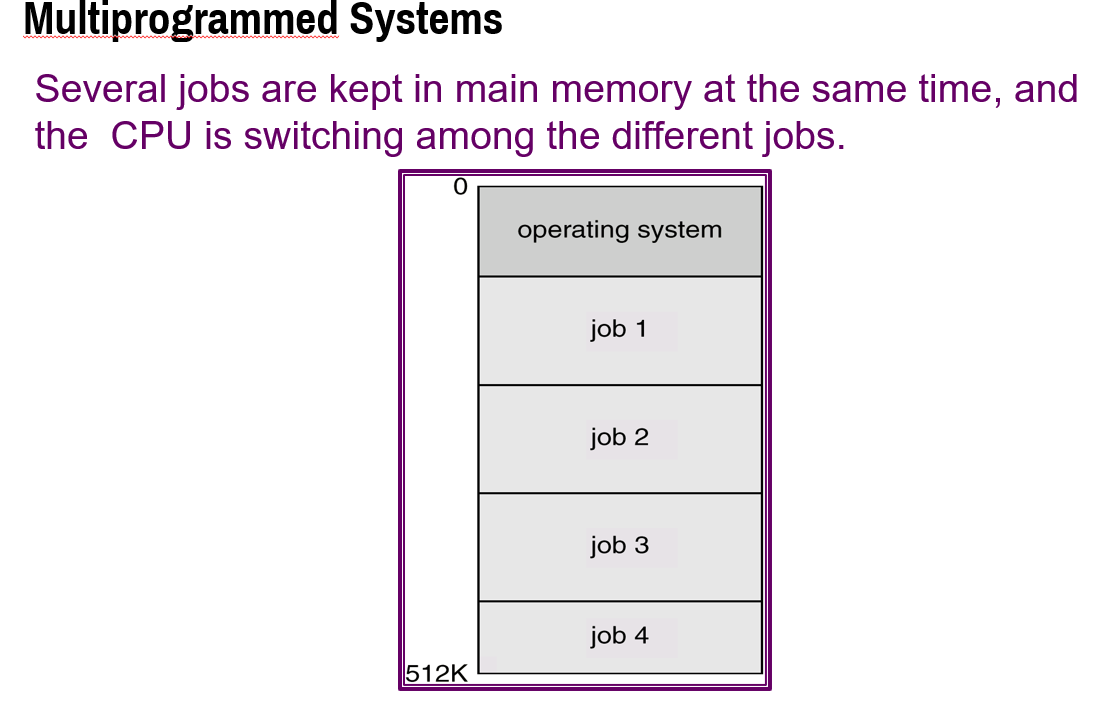 Multiprogrammed Systems
Several jobs are kept in main memory at the same time, and
the  CPU is switching among the different jobs.
0
operating system
job 1
job 2
job 3
job 4
512K